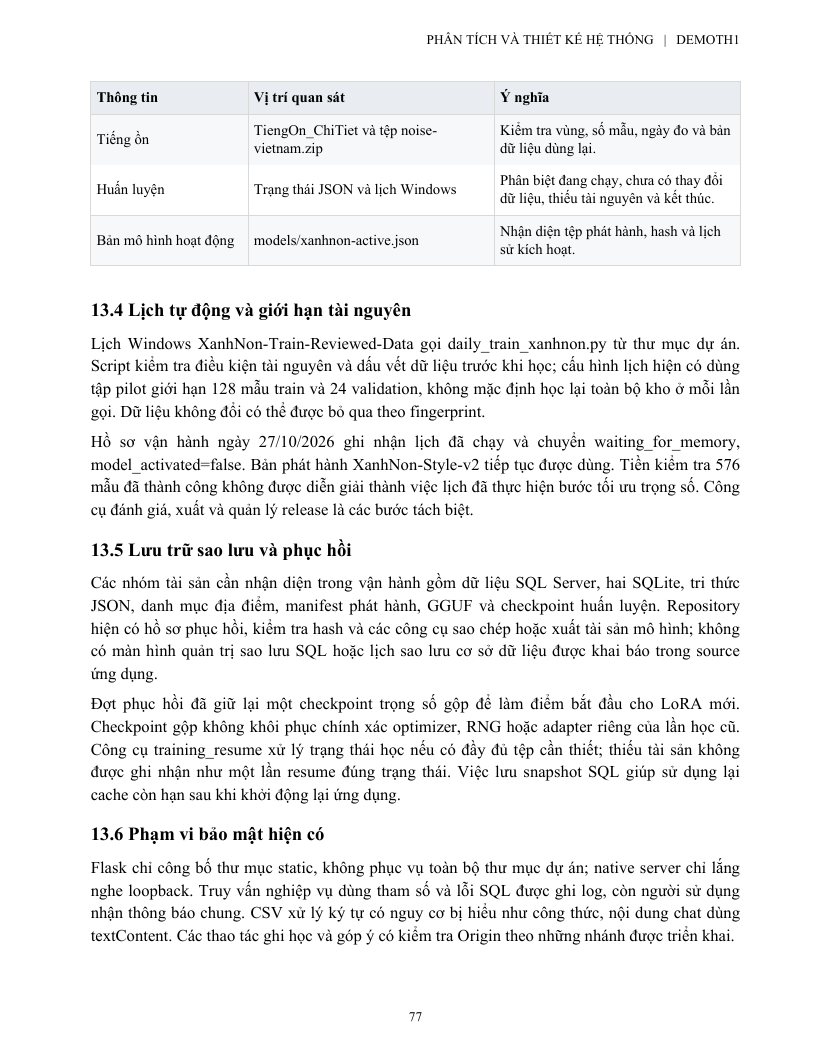 PHÂN TÍCH VÀ THIẾT KẾ HỆ THỐNG | DEMOTH1
Thông tin
Vị trí quan sát
Ý nghĩa
Tiếng ồn
TiengOn_ChiTiet và tệp noise-
vietnam.zip
Kiểm tra vùng, số mẫu, ngày đo và bản
dữ liệu dùng lại.
Huấn luyện
Trạng thái JSON và lịch Windows
Phân biệt đang chạy, chưa có thay đổi
dữ liệu, thiếu tài nguyên và kết thúc.
Bản mô hình hoạt động
models/xanhnon-active.json
Nhận diện tệp phát hành, hash và lịch
sử kích hoạt.
13.4 Lịch tự động và giới hạn tài nguyên
Lịch Windows XanhNon-Train-Reviewed-Data gọi daily_train_xanhnon.py từ thư mục dự án.
Script kiểm tra điều kiện tài nguyên và dấu vết dữ liệu trước khi học; cấu hình lịch hiện có dùng
tập pilot giới hạn 128 mẫu train và 24 validation, không mặc định học lại toàn bộ kho ở mỗi lần
gọi. Dữ liệu không đổi có thể được bỏ qua theo fingerprint.
Hồ sơ vận hành ngày 27/10/2026 ghi nhận lịch đã chạy và chuyển waiting_for_memory,
model_activated=false. Bản phát hành XanhNon-Style-v2 tiếp tục được dùng. Tiền kiểm tra 576
mẫu đã thành công không được diễn giải thành việc lịch đã thực hiện bước tối ưu trọng số. Công
cụ đánh giá, xuất và quản lý release là các bước tách biệt.
13.5 Lưu trữ sao lưu và phục hồi
Các nhóm tài sản cần nhận diện trong vận hành gồm dữ liệu SQL Server, hai SQLite, tri thức
JSON, danh mục địa điểm, manifest phát hành, GGUF và checkpoint huấn luyện. Repository
hiện có hồ sơ phục hồi, kiểm tra hash và các công cụ sao chép hoặc xuất tài sản mô hình; không
có màn hình quản trị sao lưu SQL hoặc lịch sao lưu cơ sở dữ liệu được khai báo trong source
ứng dụng.
Đợt phục hồi đã giữ lại một checkpoint trọng số gộp để làm điểm bắt đầu cho LoRA mới.
Checkpoint gộp không khôi phục chính xác optimizer, RNG hoặc adapter riêng của lần học cũ.
Công cụ training_resume xử lý trạng thái học nếu có đầy đủ tệp cần thiết; thiếu tài sản không
được ghi nhận như một lần resume đúng trạng thái. Việc lưu snapshot SQL giúp sử dụng lại
cache còn hạn sau khi khởi động lại ứng dụng.
13.6 Phạm vi bảo mật hiện có
Flask chỉ công bố thư mục static, không phục vụ toàn bộ thư mục dự án; native server chỉ lắng
nghe loopback. Truy vấn nghiệp vụ dùng tham số và lỗi SQL được ghi log, còn người sử dụng
nhận thông báo chung. CSV xử lý ký tự có nguy cơ bị hiểu như công thức, nội dung chat dùng
textContent. Các thao tác ghi học và góp ý có kiểm tra Origin theo những nhánh được triển khai.
77